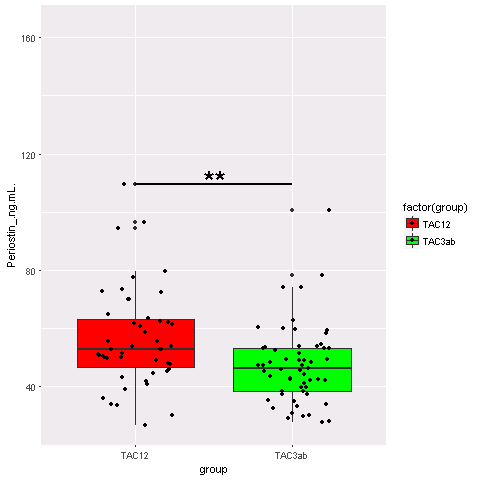 160
120
80
40
Periostin_ng.mL.
**
TAC12
TAC3ab
group
factor(group)
TAC12
TAC3ab